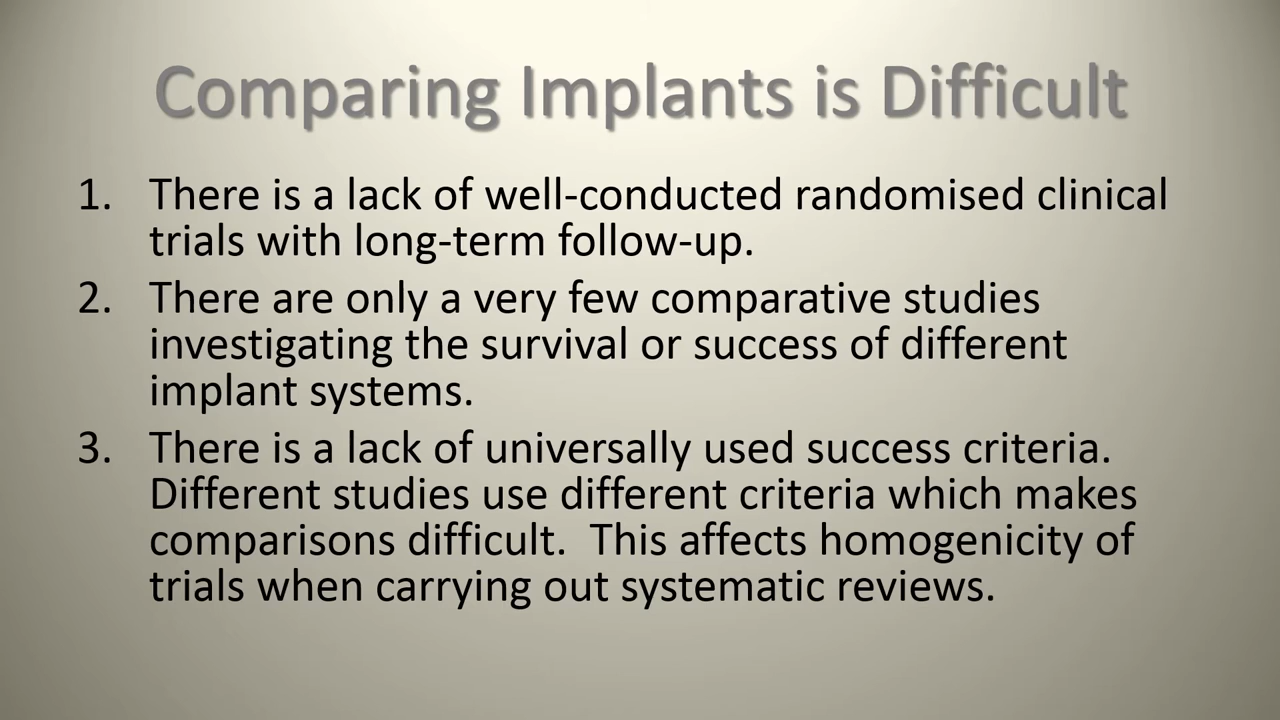 Comparing Implants is Difficult
1. There is a lack of well-conducted randomised clinical
trials with long-term follow-up.
2. There are only a very few comparative studies
investigating the survival or success of different
implant systems.
3. There is a lack of universally used success criteria.
Different studies use different criteria which makes
comparisons difficult.  This affects homogenicity of
trials when carrying out systematic reviews.